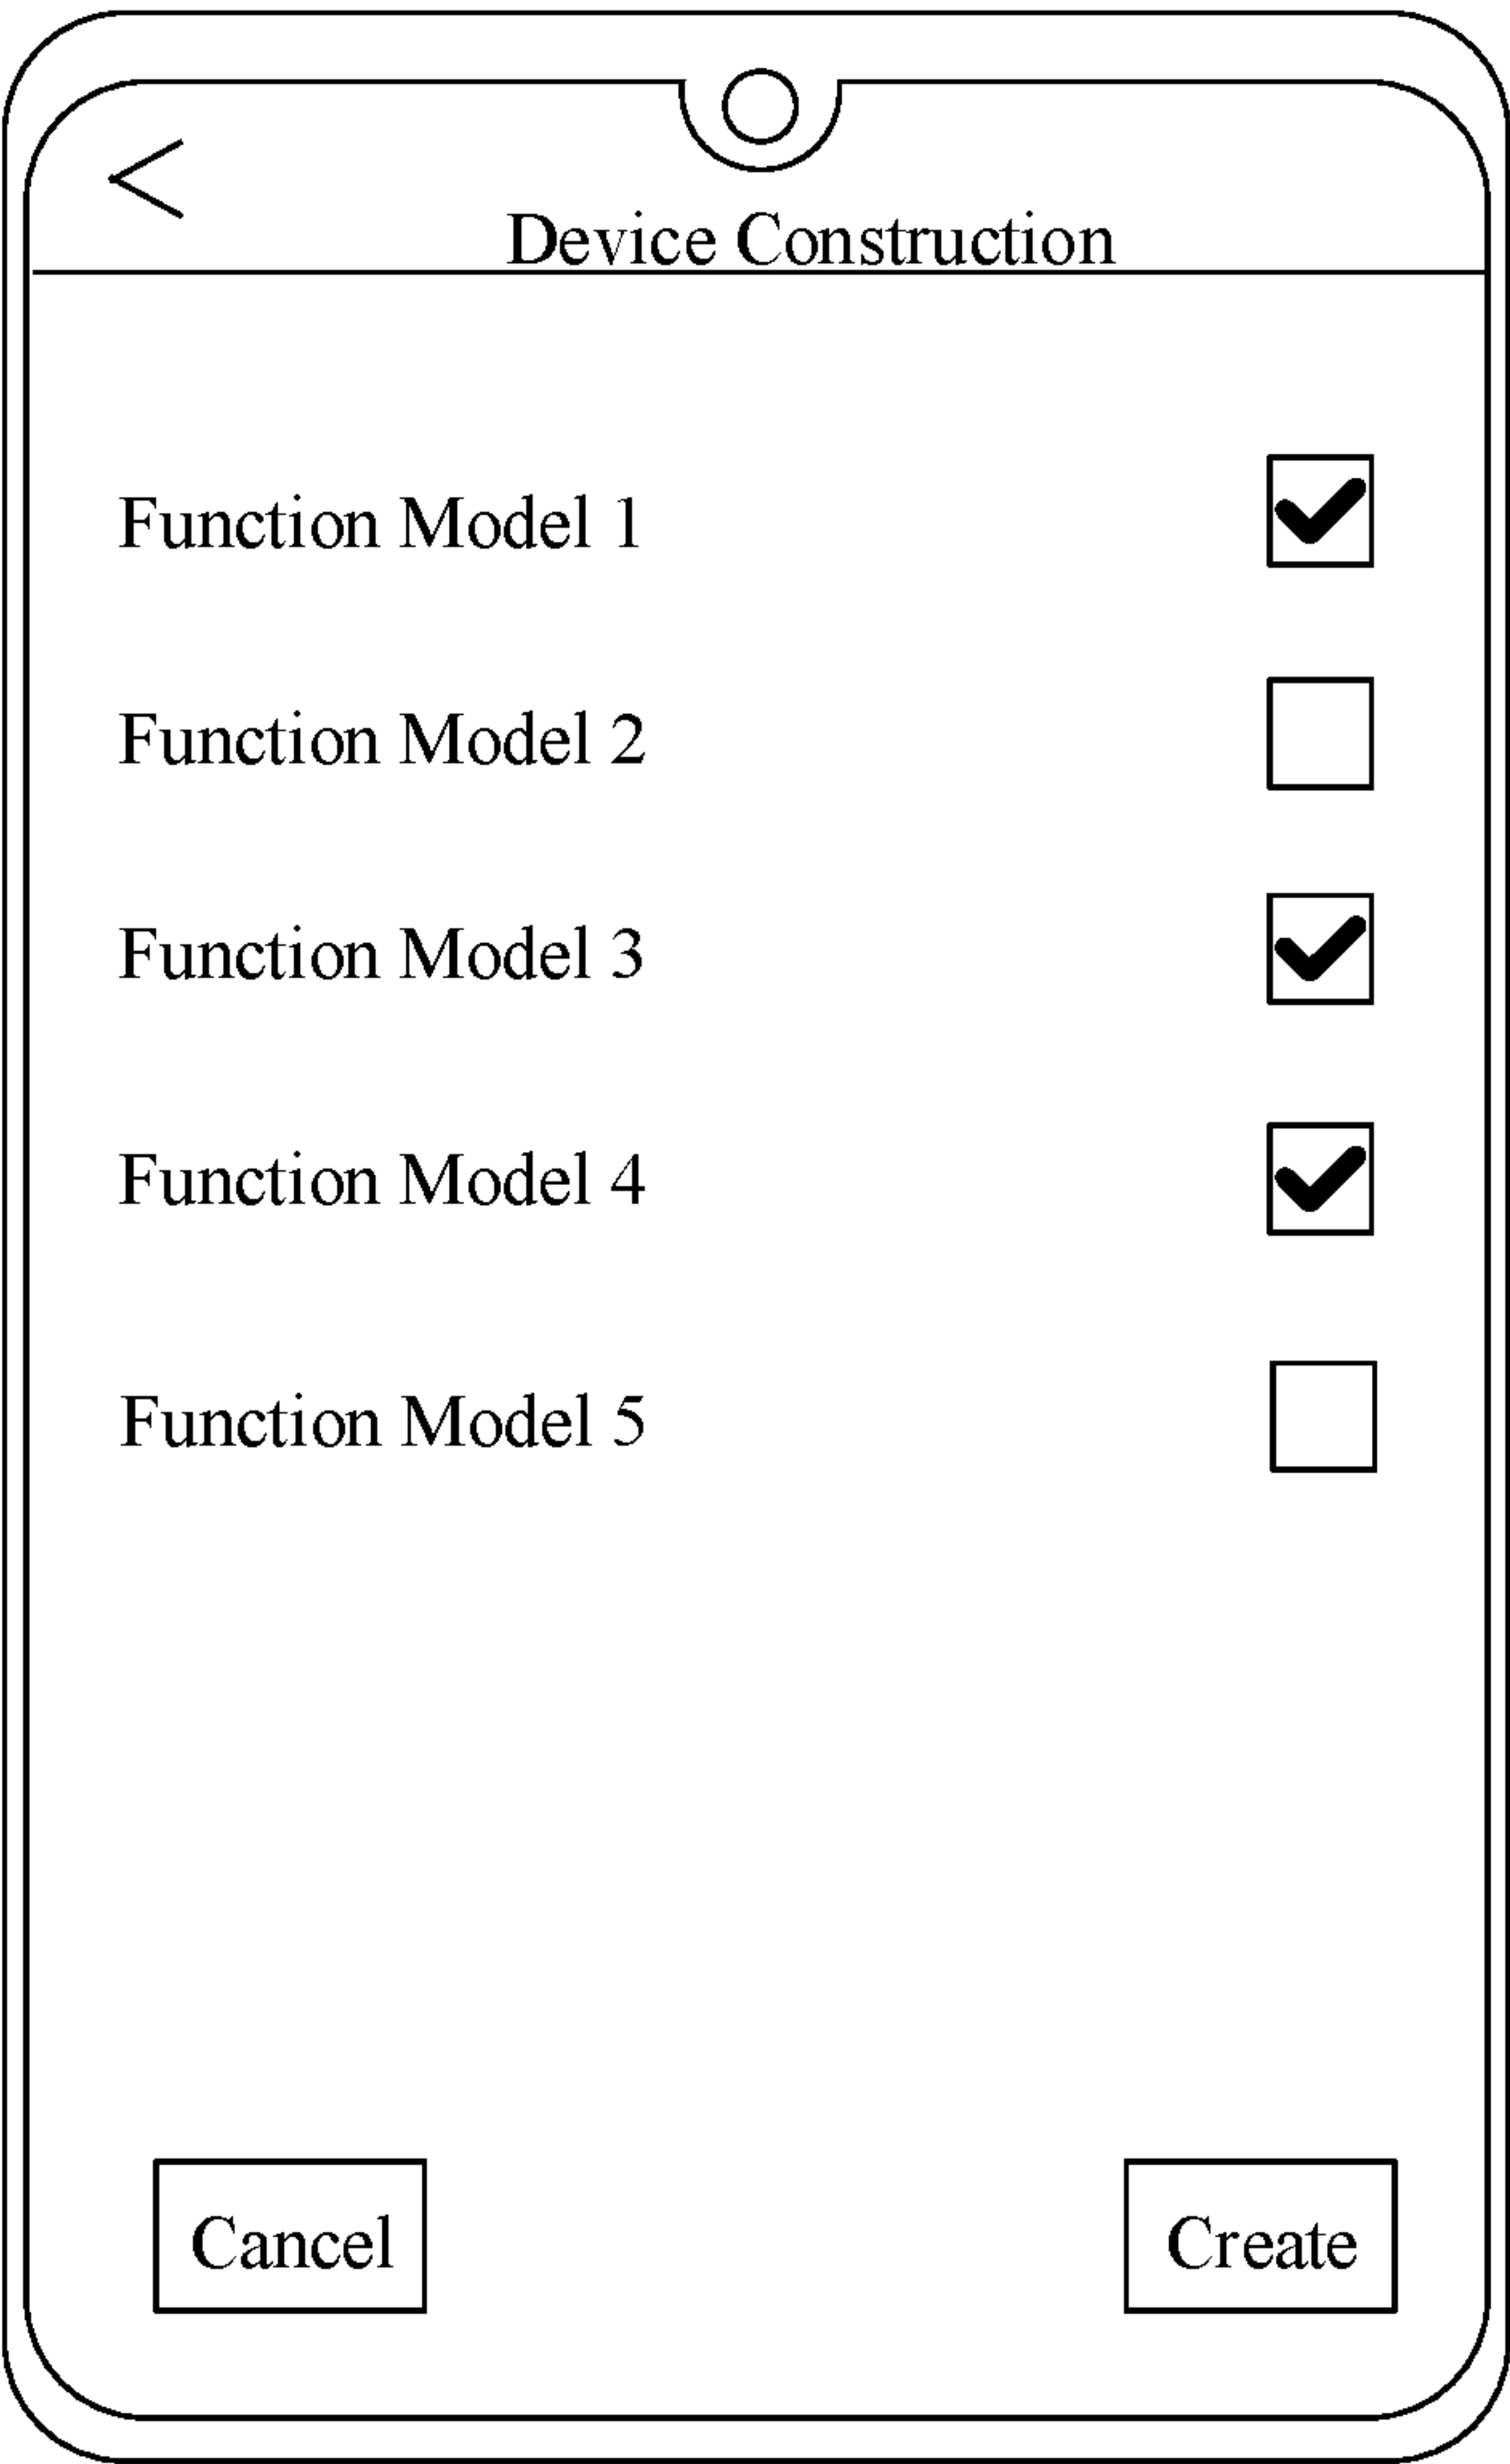 Device Construction
Function Model 1
Function Model 2
Function Model 3
Function Model 4
Function Model 5
Cancel
Create